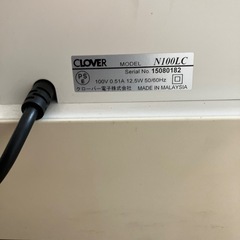 CLOVER MODEL N100LC
Serial No. 15080182
PS E
100V 0.51A 12.5W 50/60Hz
クローバー電子株式会社 MADE IN MALAYSIA